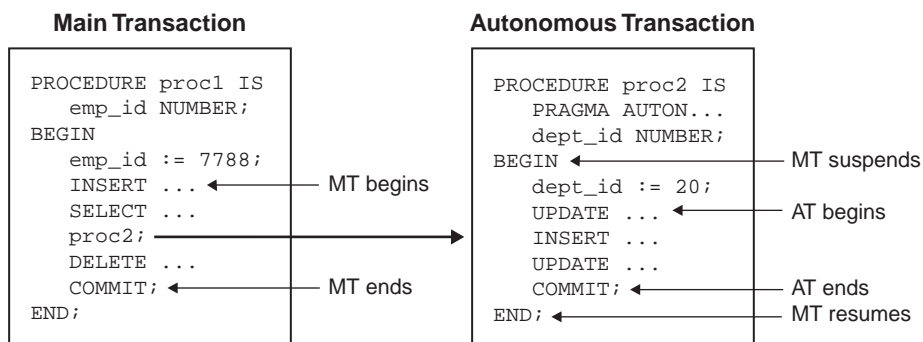 Main Transaction
PROCEDURE proc1 IS
emp_id NUMBER;
BEGIN
emp_id := 7788;
INSERT ...
SELECT ...
proc2;
DELETE ...
COMMIT;
END;
MT begins
MT ends
Autonomous Transaction
PROCEDURE proc2 IS
PRAGMA AUTON...
dept_id NUMBER;
BEGIN
dept_id := 20;
UPDATE ...
INSERT ...
UPDATE ...
COMMIT;
END;
MT suspends
AT begins
AT ends
MT resumes